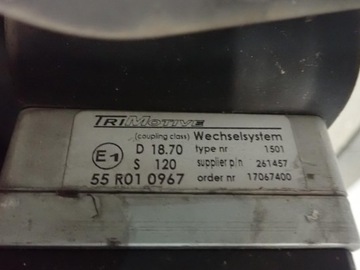 TRIMOTIVE
(coupling class) Wechselsystem
E1 D 18.70 type nr 1501
S 120 supplier p/n 261457
55 R01 0967 order nr 17067400